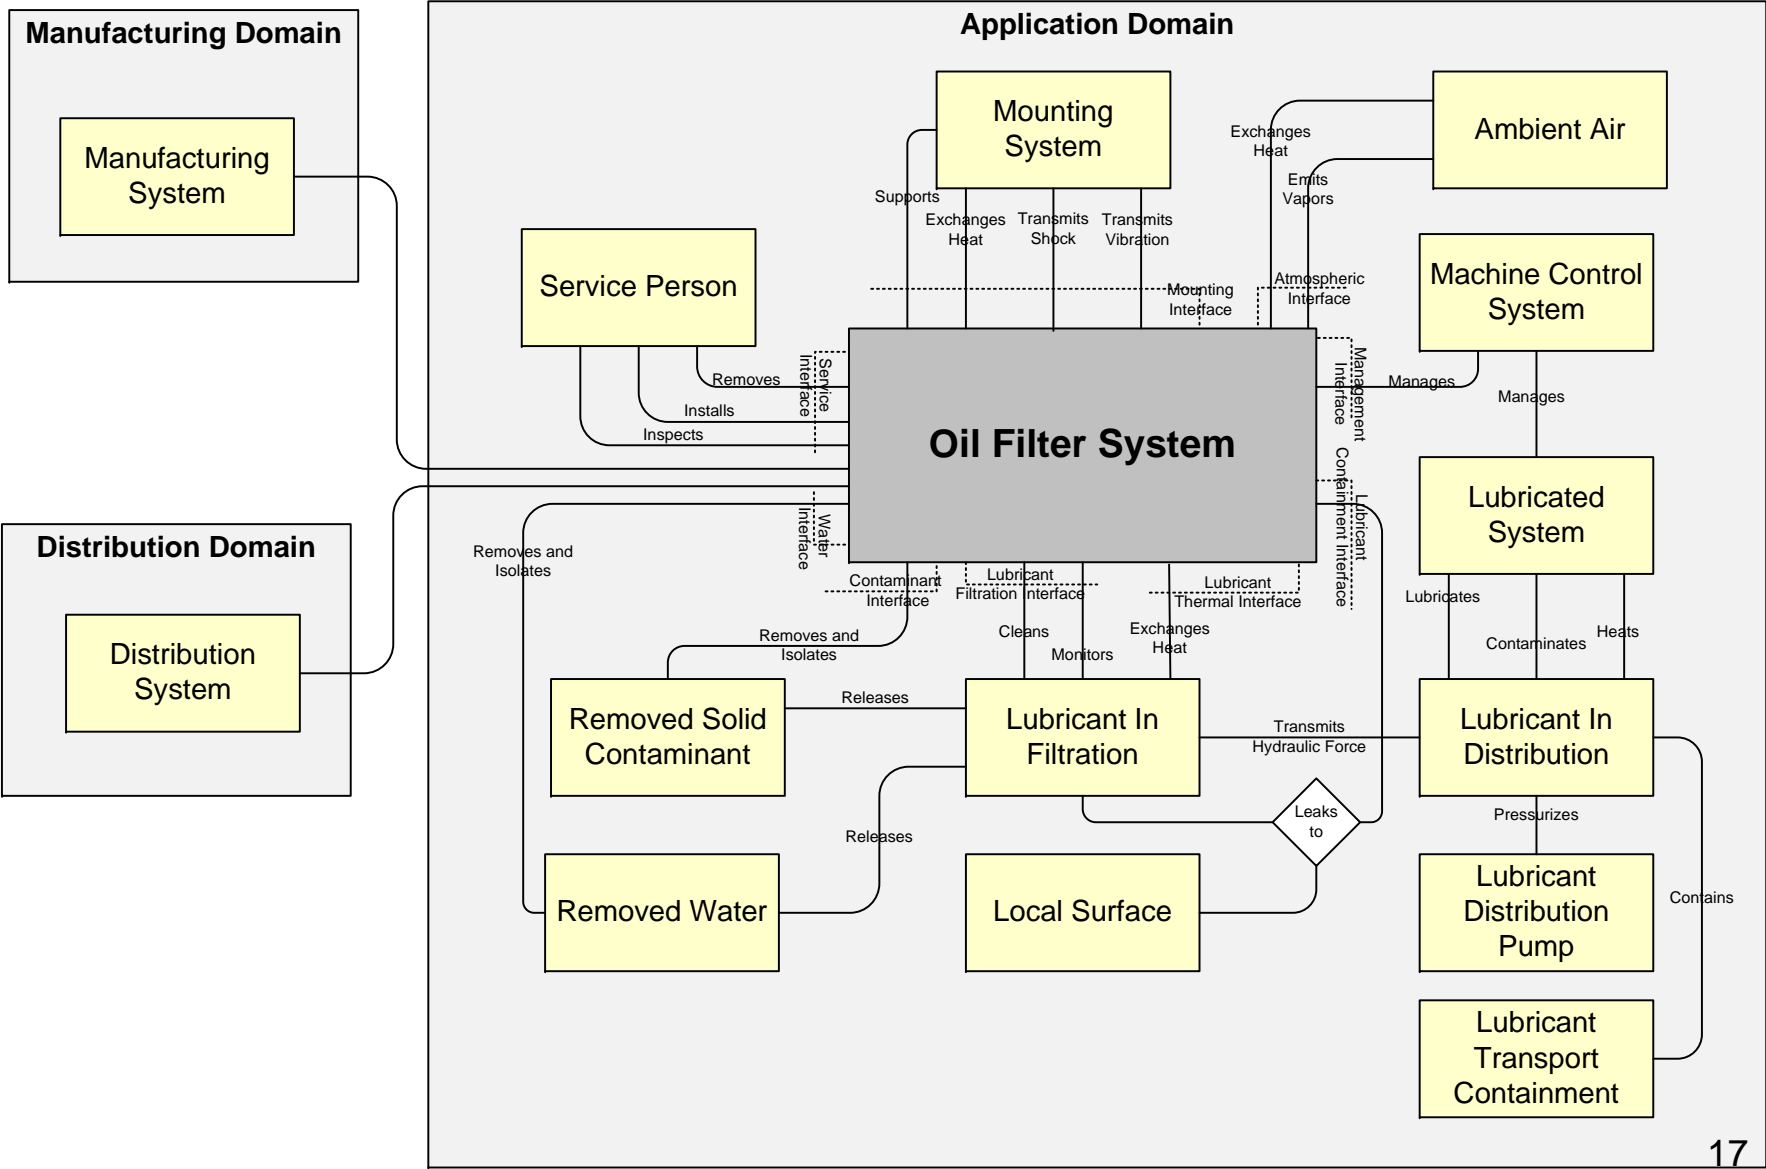 Manufacturing Domain
Manufacturing
System
Distribution Domain
Distribution
System
Application Domain
Mounting
System
Ambient Air
Exchanges
Heat
Emits
Vapors
Supports
Exchanges
Heat
Transmits
Shock
Transmits
Vibration
Service Person
Machine Control
System
Mounting
Interface
Atmospheric
Interface
Removes
Installs
Inspects
Service
Interface
Management
Interface
Manages
Manages
Oil Filter System
Lubricated
System
Water
Interface
Lubricant
Containment Interface
Removes and
Isolates
Contaminant
Interface
Lubricant
Filtration Interface
Lubricant
Thermal Interface
Lubricates
Contaminates
Heats
Removes and
Isolates
Cleans
Monitors
Exchanges
Heat
Removed Solid
Contaminant
Releases
Lubricant In
Filtration
Transmits
Hydraulic Force
Lubricant In
Distribution
Releases
Leaks
to
Pressurizes
Removed Water
Local Surface
Lubricant
Distribution
Pump
Contains
Lubricant
Transport
Containment
17